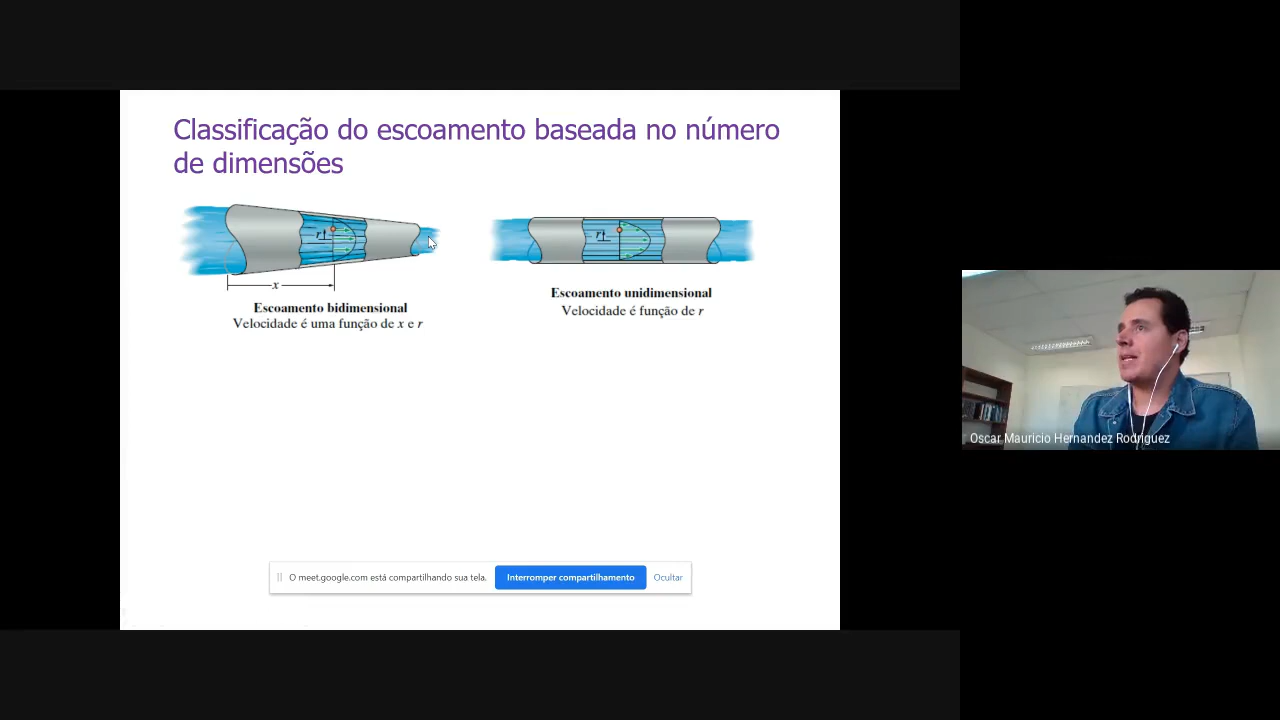 Classificação do escoamento baseada no número
de dimensões
r
x
Escoamento bidimensional
Velocidade é uma função de x e r
r
Escoamento unidimensional
Velocidade é função de r
O meet.google.com está compartilhando sua tela.
Interromper compartilhamento
Ocultar
Oscar Mauricio Hernandez Rodriguez